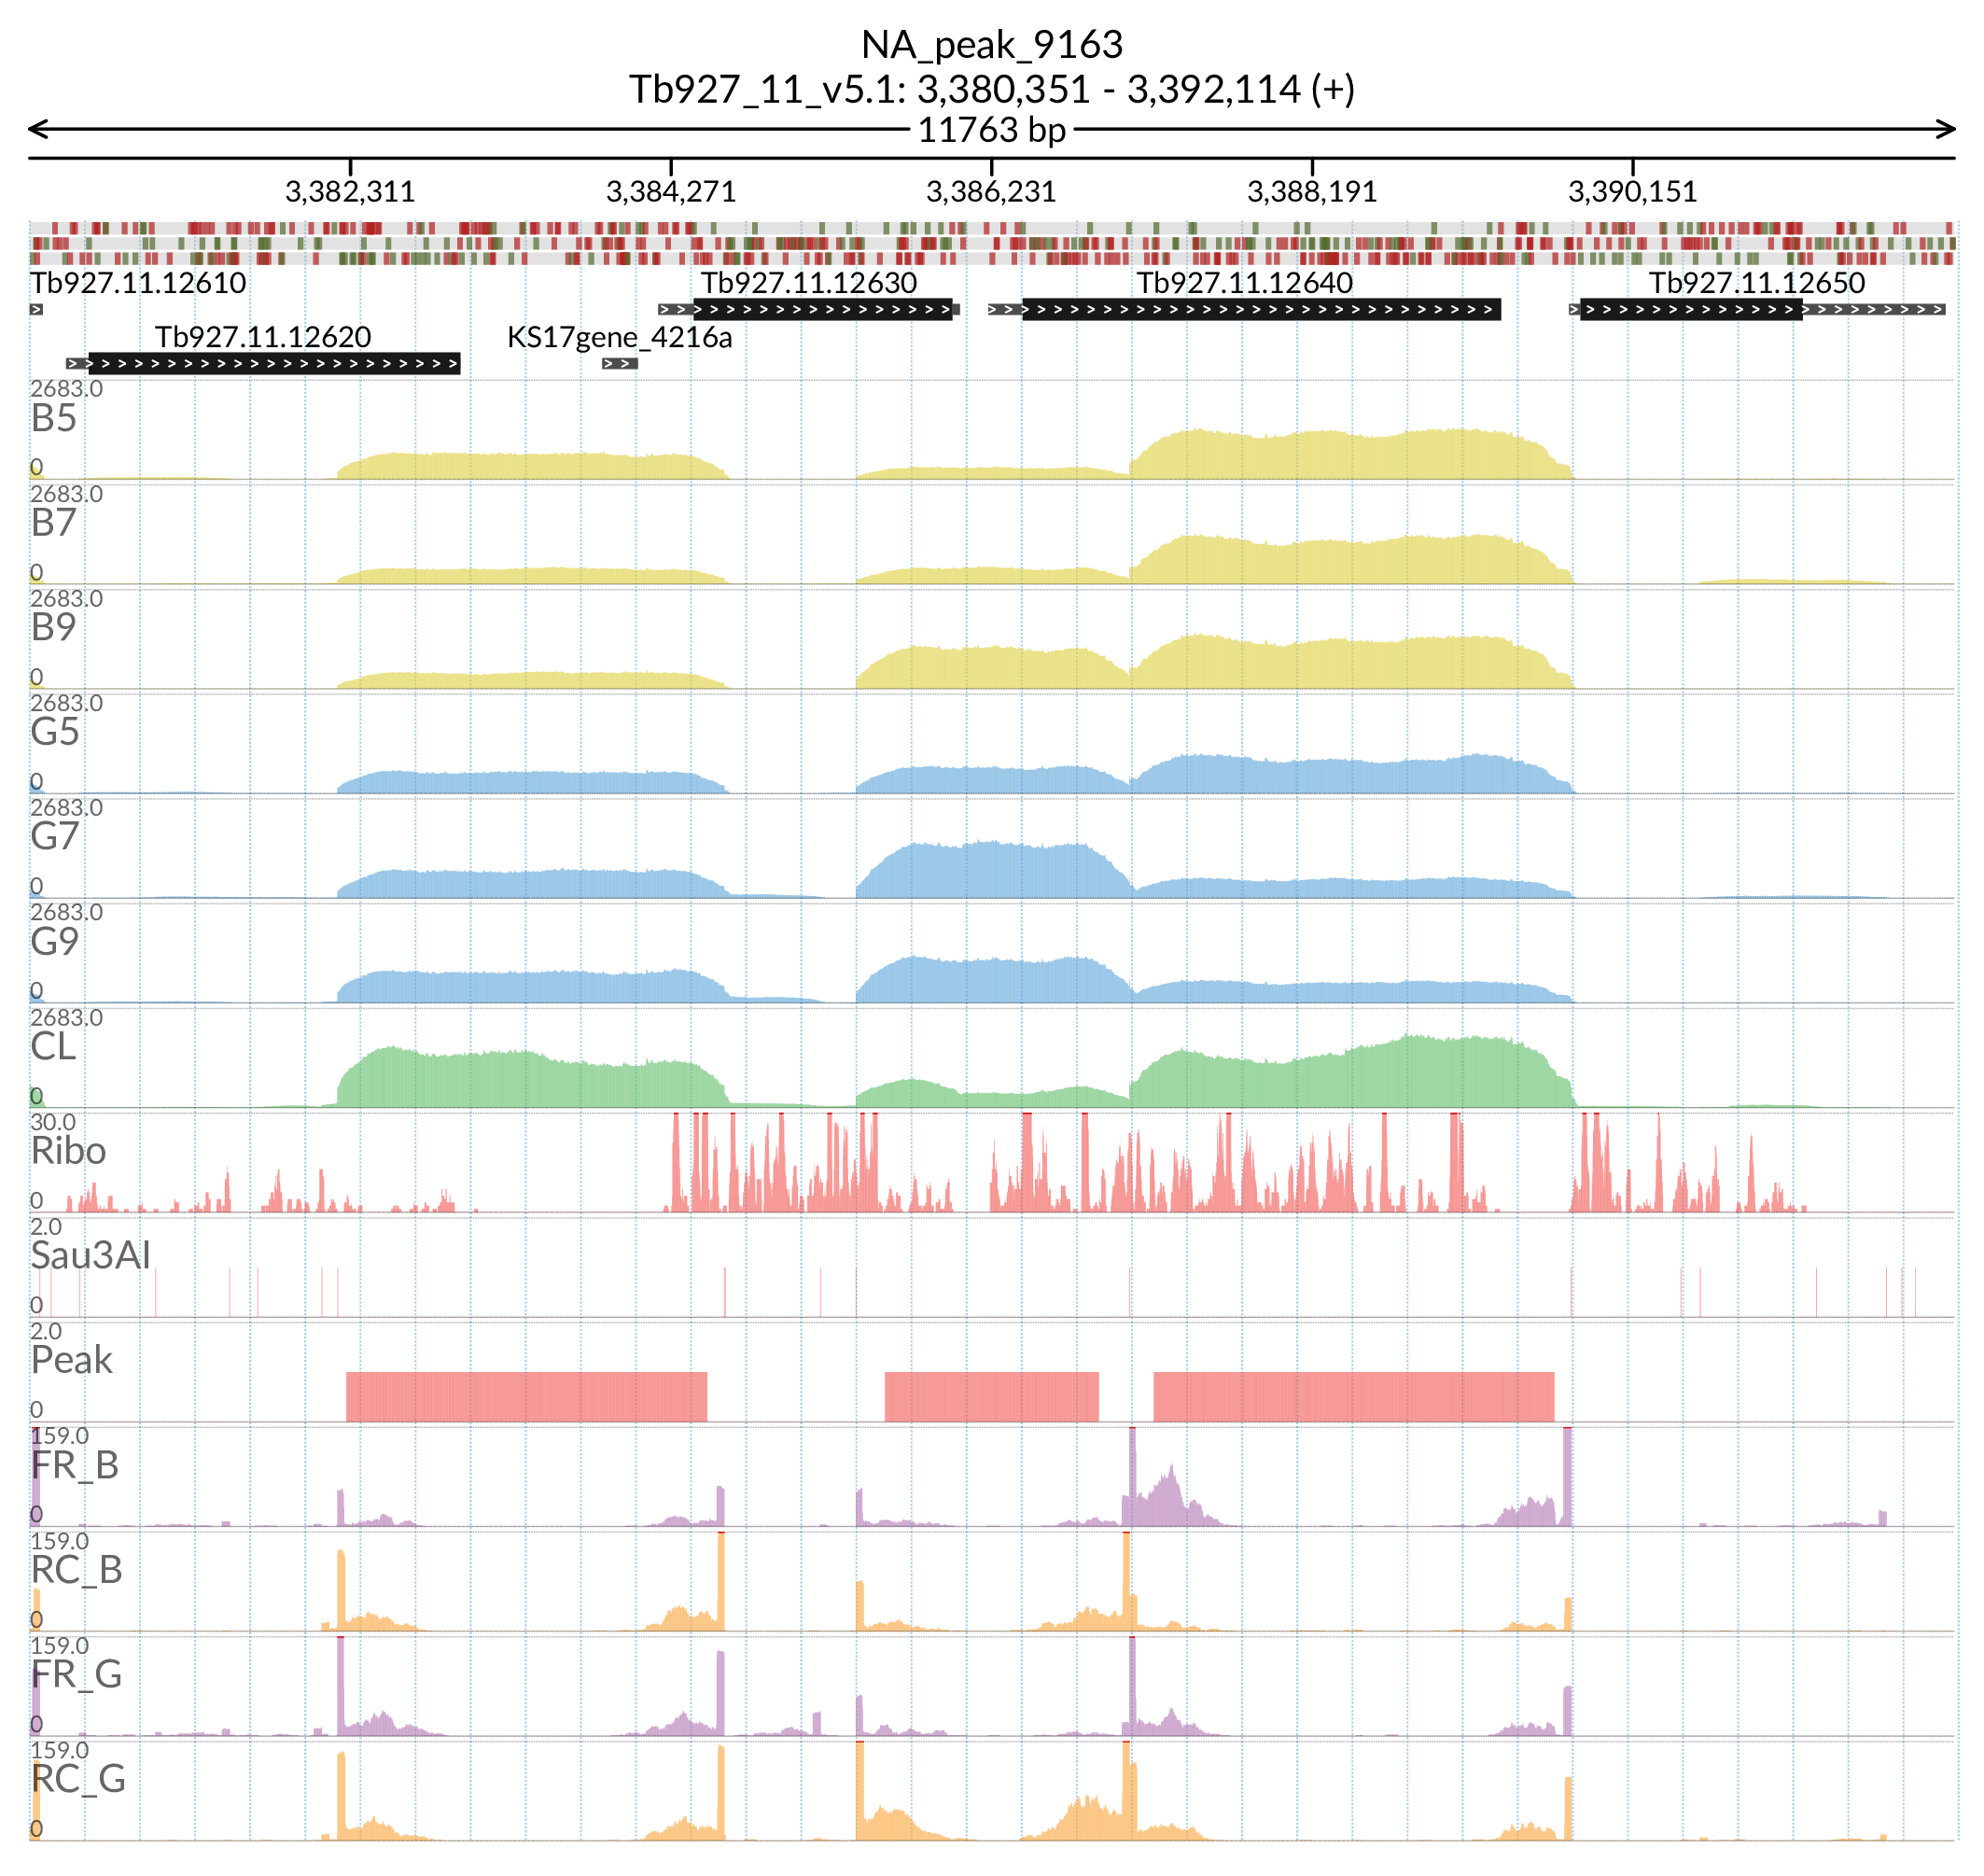 NA_peak_9163
Tb927_11_v5.1: 3,380,351 - 3,392,114 (+)
11763 bp
3,382,311 3,384,271 3,386,231 3,388,191 3,390,151
Tb927.11.12610 Tb927.11.12630 Tb927.11.12640 Tb927.11.12650
Tb927.11.12620 KS17gene_4216a
2683.0
B5
0
2683.0
B7
0
2683.0
B9
0
2683.0
G5
0
2683.0
G7
0
2683.0
G9
0
2683.0
CL
0
30.0
Ribo
0
2.0
Sau3AI
0
2.0
Peak
0
159.0
FR_B
0
159.0
RC_B
0
159.0
FR_G
0
159.0
RC_G
0